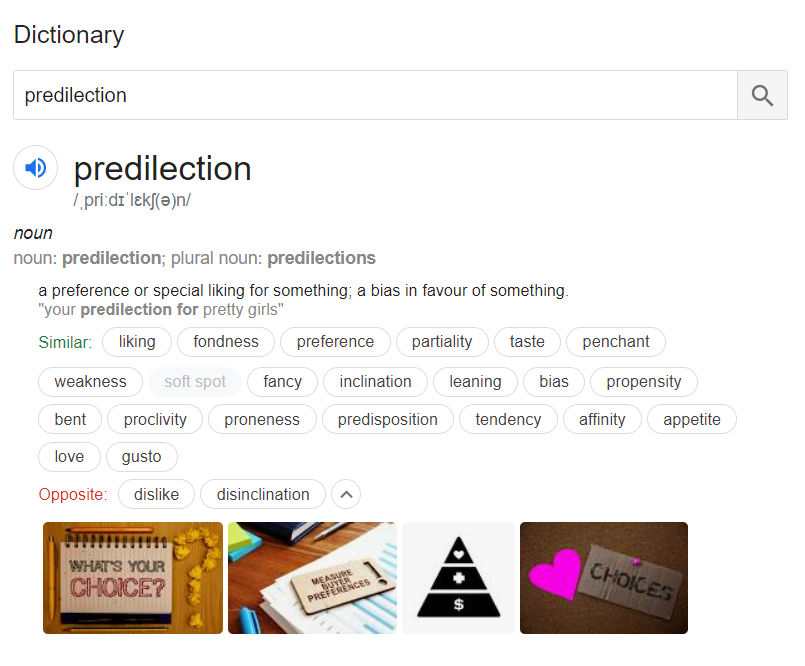 Dictionary
predilection
predilection
/ˌpriːdɪˈlɛkʃ(ə)n/
noun
noun: predilection; plural noun: predilections
a preference or special liking for something; a bias in favour of something.
"your predilection for pretty girls"
Similar: liking fondness preference partiality taste penchant
weakness soft spot fancy inclination leaning bias propensity
bent proclivity proneness predisposition tendency affinity appetite
love gusto
Opposite: dislike disinclination
WHAT'S YOUR
CHOICE?
MEASURE
BUYER
PREFERENCES
$
CHOICES